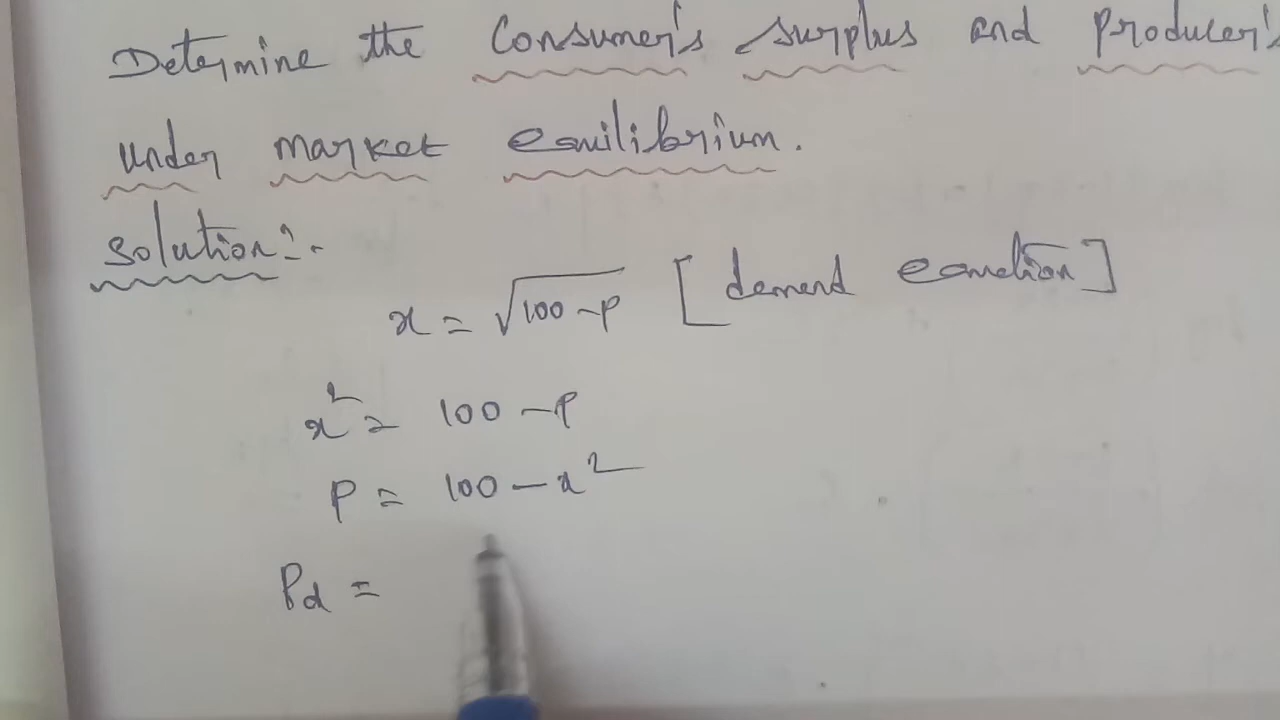 Determine the Consumer's surplus and producer's
under market equilibrium.
Solution:-
x = √100-p [demand equation]
x² = 100 - p
p = 100 - x²
Pd =